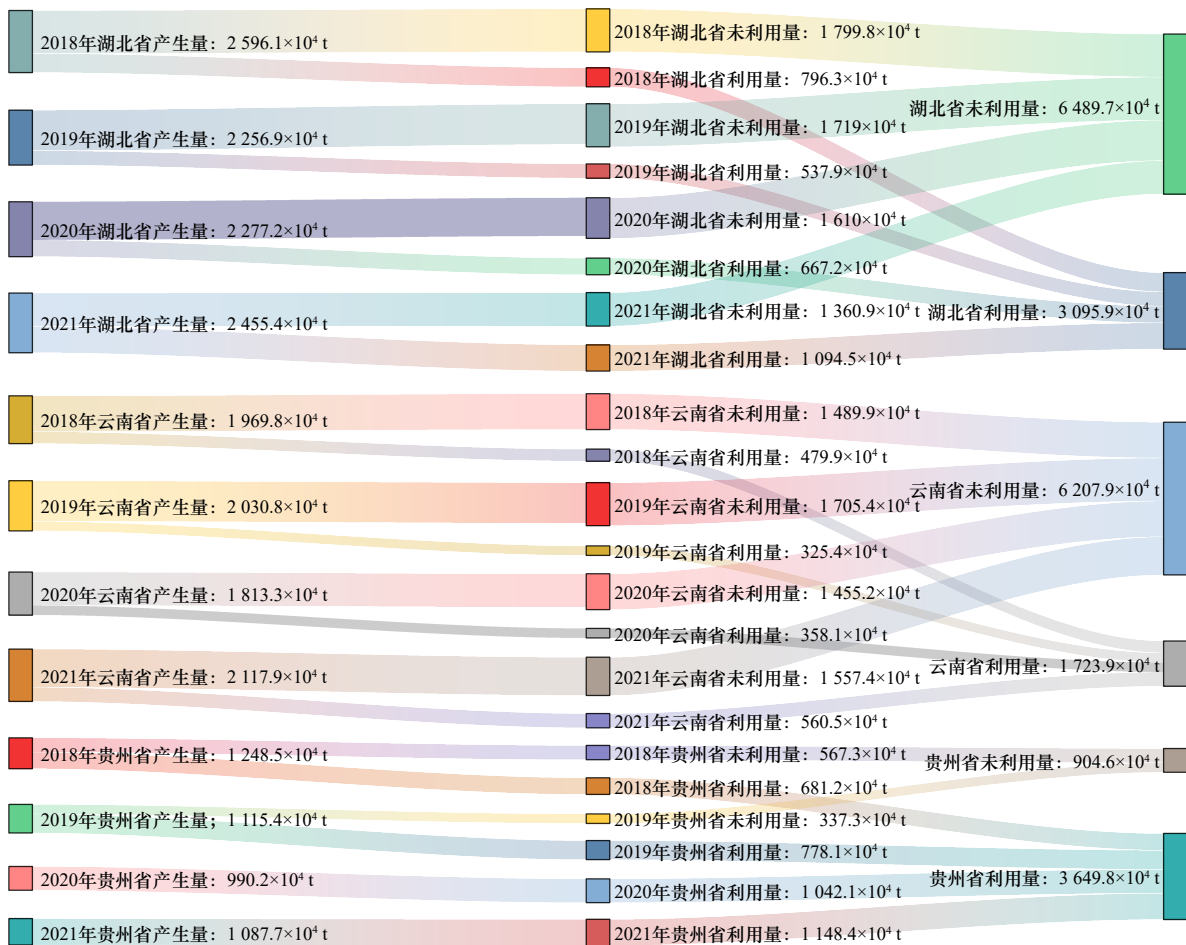 2018年湖北省产生量：2 596.1×10⁴ t
2019年湖北省产生量：2 256.9×10⁴ t
2020年湖北省产生量：2 277.2×10⁴ t
2021年湖北省产生量：2 455.4×10⁴ t
2018年云南省产生量：1 969.8×10⁴ t
2019年云南省产生量：2 030.8×10⁴ t
2020年云南省产生量：1 813.3×10⁴ t
2021年云南省产生量：2 117.9×10⁴ t
2018年贵州省产生量：1 248.5×10⁴ t
2019年贵州省产生量；1 115.4×10⁴ t
2020年贵州省产生量：990.2×10⁴ t
2021年贵州省产生量：1 087.7×10⁴ t
2018年湖北省未利用量：1 799.8×10⁴ t
2018年湖北省利用量：796.3×10⁴ t
2019年湖北省未利用量：1 719×10⁴ t
2019年湖北省利用量：537.9×10⁴ t
2020年湖北省未利用量：1 610×10⁴ t
2020年湖北省利用量：667.2×10⁴ t
2021年湖北省未利用量：1 360.9×10⁴ t
2021年湖北省利用量：1 094.5×10⁴ t
2018年云南省未利用量：1 489.9×10⁴ t
2018年云南省利用量：479.9×10⁴ t
2019年云南省未利用量：1 705.4×10⁴ t
2019年云南省利用量：325.4×10⁴ t
2020年云南省未利用量：1 455.2×10⁴ t
2020年云南省利用量：358.1×10⁴ t
2021年云南省未利用量：1 557.4×10⁴ t
2021年云南省利用量：560.5×10⁴ t
2018年贵州省未利用量：567.3×10⁴ t
2018年贵州省利用量：681.2×10⁴ t
2019年贵州省未利用量：337.3×10⁴ t
2019年贵州省利用量：778.1×10⁴ t
2020年贵州省利用量：1 042.1×10⁴ t
2021年贵州省利用量：1 148.4×10⁴ t
湖北省未利用量：6 489.7×10⁴ t
湖北省利用量：3 095.9×10⁴ t
云南省未利用量：6 207.9×10⁴ t
云南省利用量：1 723.9×10⁴ t
贵州省未利用量：904.6×10⁴ t
贵州省利用量：3 649.8×10⁴ t